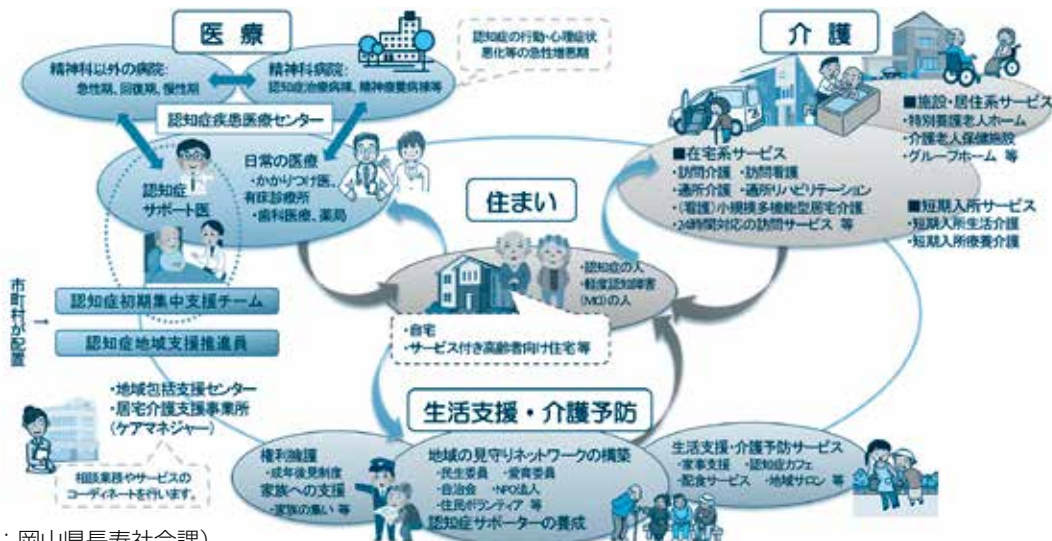 医療
精神科以外の病院:
急性期、回復期、慢性期
精神科病院:
認知症治療病棟、精神療養病棟等
認知症の行動・心理症状
悪化等の急性増悪期
認知症疾患医療センター
認知症
サポート医
日常の医療
・かかりつけ医、
有床診療所
・歯科医療、薬局
介護
■施設・居住系サービス
・特別養護老人ホーム
・介護老人保健施設
・グループホーム 等
■在宅系サービス
・訪問介護 ・訪問看護
・通所介護 ・通所リハビリテーション
・(看護)小規模多機能型居宅介護
・24時間対応の訪問サービス 等
■短期入所サービス
・短期入所生活介護
・短期入所療養介護
住まい
・認知症の人
・軽度認知障害
(MCI)の人
・自宅
・サービス付き高齢者向け住宅等
市町村が配置
→
認知症初期集中支援チーム
認知症地域支援推進員
・地域包括支援センター
・居宅介護支援事業所
(ケアマネジャー)
相談業務やサービスの
コーディネートを行います。
生活支援・介護予防
権利擁護
・成年後見制度
家族への支援
・家族の集い 等
地域の見守りネットワークの構築
・民生委員 ・愛育委員
・自治会 ・NPO法人
・住民ボランティア 等
認知症サポーターの養成
生活支援・介護予防サービス
・家事支援 ・認知症カフェ
・配食サービス ・地域サロン 等
:岡山県長寿社会課)